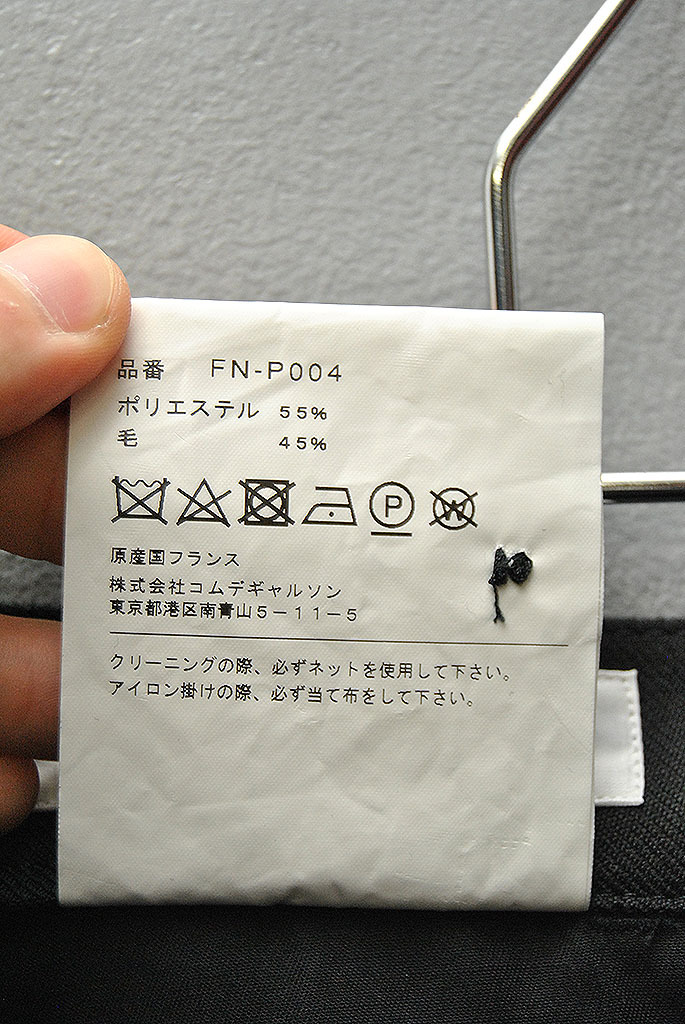 品番 FN-P004
ポリエステル 55%
毛 45%
P W
原産国フランス
株式会社コムデギャルソン
東京都港区南青山5-11-5
クリーニングの際、必ずネットを使用して下さい。
アイロン掛けの際、必ず当て布をして下さい。